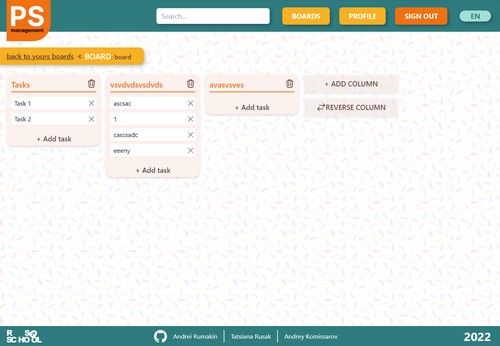 PS
management
Search...
BOARDS
PROFILE
SIGN OUT
EN
back to yours boards < BOARD: board
Tasks
Task 1
Task 2
+ Add task
vsvdvdsvsdvds
ascsac
1
cascsadc
eeeny
+ Add task
avasvsves
+ Add task
+ ADD COLUMN
REVERSE COLUMN
RS
SCHOOL
Andrei Rumakin
Tatsiana Rusak
Andrey Komissarov
2022